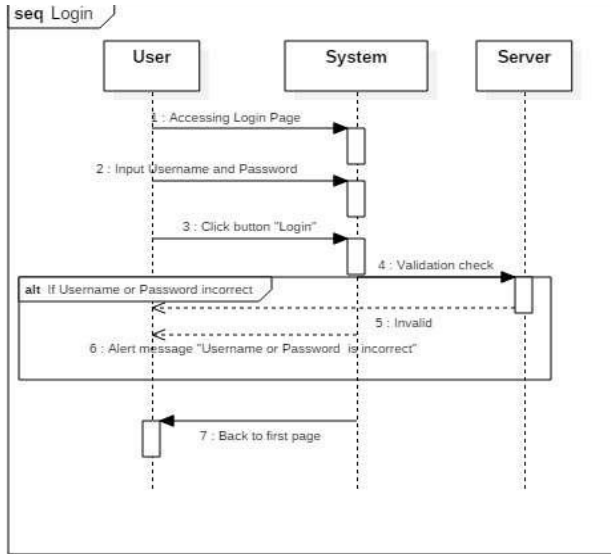 seq Login
User
System
Server
1 : Accessing Login Page
2 : Input Username and Password
3 : Click button "Login"
4 : Validation check
alt If Username or Password incorrect
5 : Invalid
6 : Alert message "Username or Password is incorrect"
7 : Back to first page